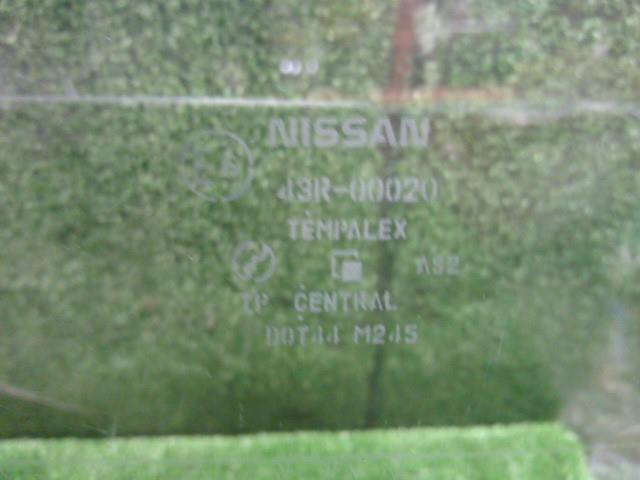 NISSAN
43R-00020
TEMPALEX
AS2
TP CENTRAL
DOT44 M245